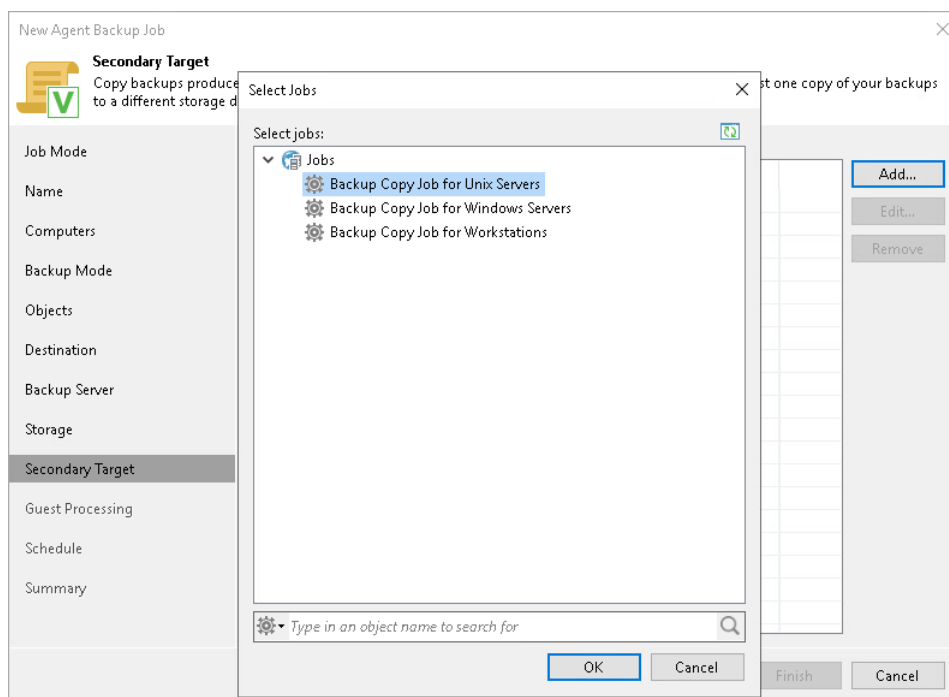 New Agent Backup Job
Secondary Target
Copy backups produce
st one copy of your backups
to a different storage d
Job Mode
Name
Computers
Backup Mode
Objects
Destination
Backup Server
Storage
Secondary Target
Guest Processing
Schedule
Summary
Select Jobs
Select jobs:
Jobs
Backup Copy Job for Unix Servers
Backup Copy Job for Windows Servers
Backup Copy Job for Workstations
Type in an object name to search for
OK
Cancel
Add...
Edit...
Remove
Finish
Cancel